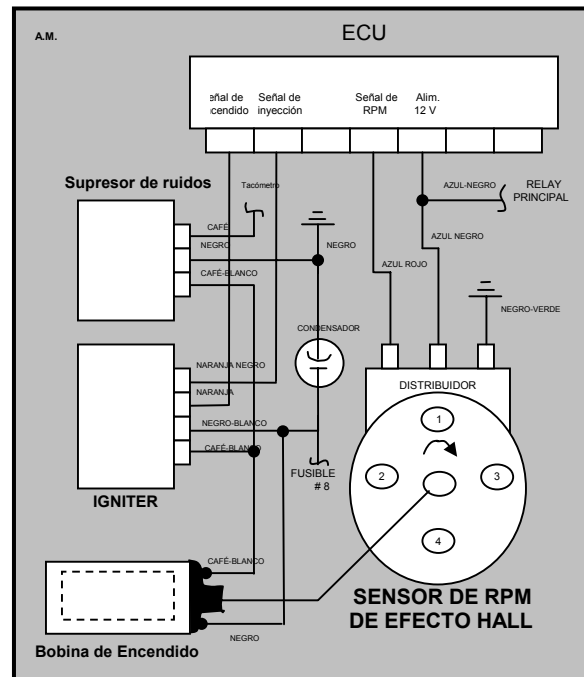 A.M.
ECU
eñal de
ncendido
Señal de
inyección
Señal de
RPM
Alim.
12 V
Supresor de ruidos
Tacómetro
AZUL-NEGRO
RELAY
PRINCIPAL
CAFÉ
NEGRO
NEGRO
AZUL NEGRO
CAFÉ-BLANCO
AZUL ROJO
NEGRO-VERDE
CONDENSADOR
NARANJA NEGRO
NARANJA
NEGRO-BLANCO
CAFÉ-BLANCO
DISTRIBUIDOR
1
2
3
4
FUSIBLE
# 8
IGNITER
CAFÉ-BLANCO
NEGRO
SENSOR DE RPM
DE EFECTO HALL
Bobina de Encendido